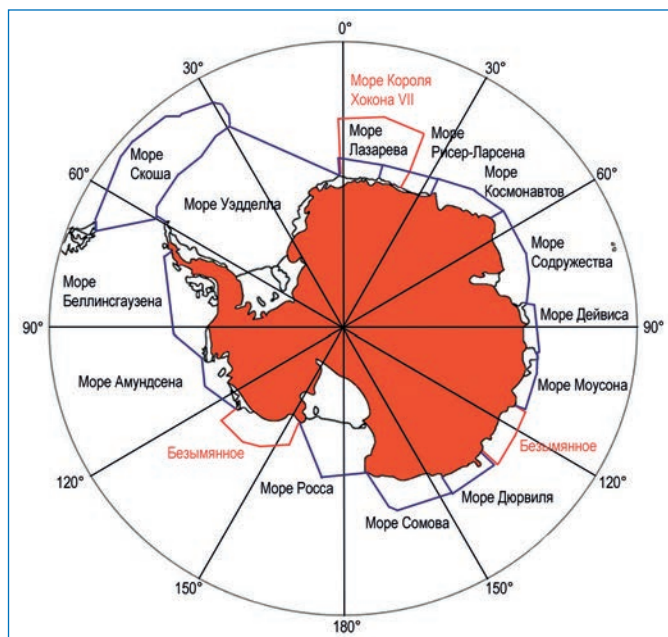 0°
30°
30°
Море Короля
Хокона VII
Море
Лазарева
Море
Рисер-Ларсена
Море
Космонавтов
60°
60°
Море
Скоша
Море Уэдделла
Море
Содружества
Море
Беллинсгаузена
90°
90°
Море Дейвиса
Море Амундсена
Море Моусона
Безымянное
Безымянное
120°
120°
Море Росса
Море Дюрвиля
Море Сомова
150°
150°
180°